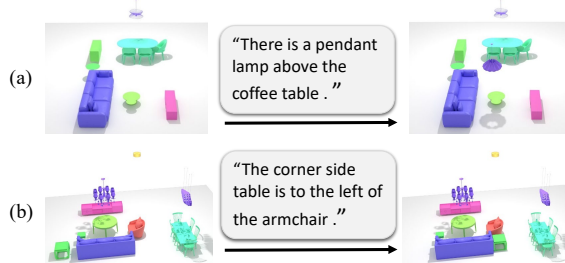 (a)
“There is a pendant
lamp above the
coffee table . ”
(b)
“The corner side
table is to the left of
the armchair .”